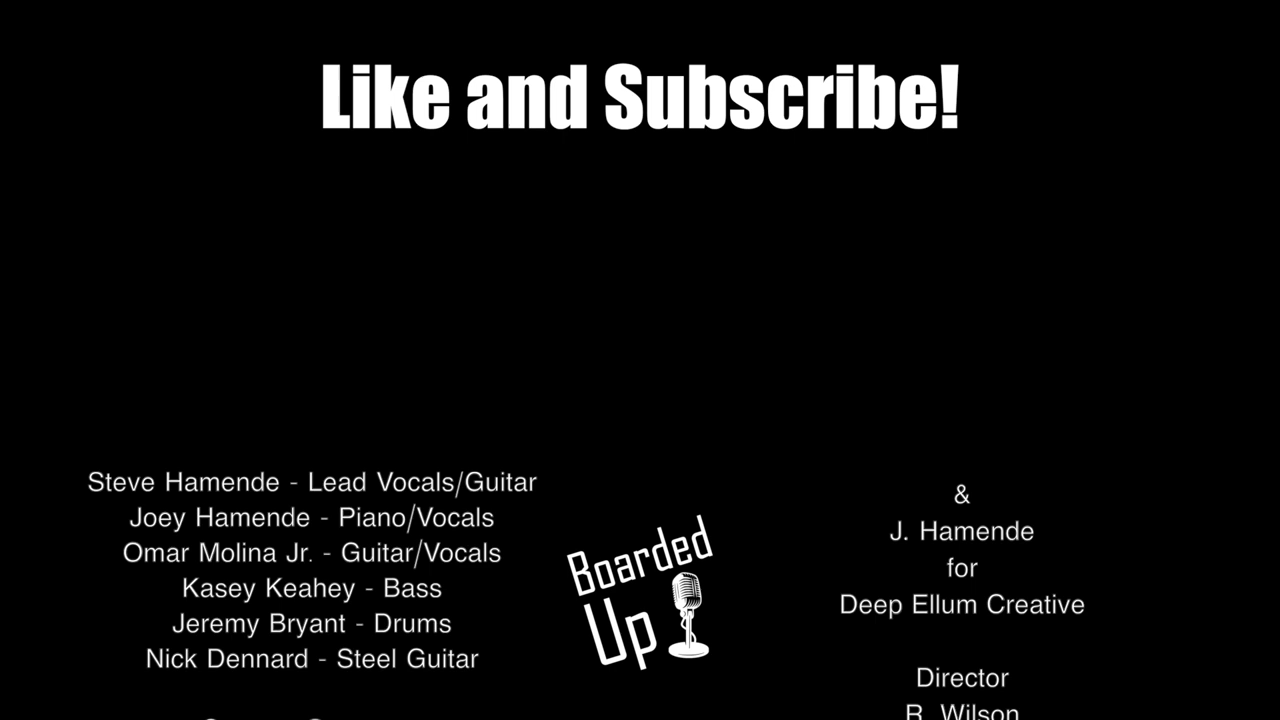 Like and Subscribe!
Steve Hamende - Lead Vocals/Guitar
Joey Hamende - Piano/Vocals
Omar Molina Jr. - Guitar/Vocals
Kasey Keahey - Bass
Jeremy Bryant - Drums
Nick Dennard - Steel Guitar
Boarded
Up
&
J. Hamende
for
Deep Ellum Creative
Director
R. Wilson